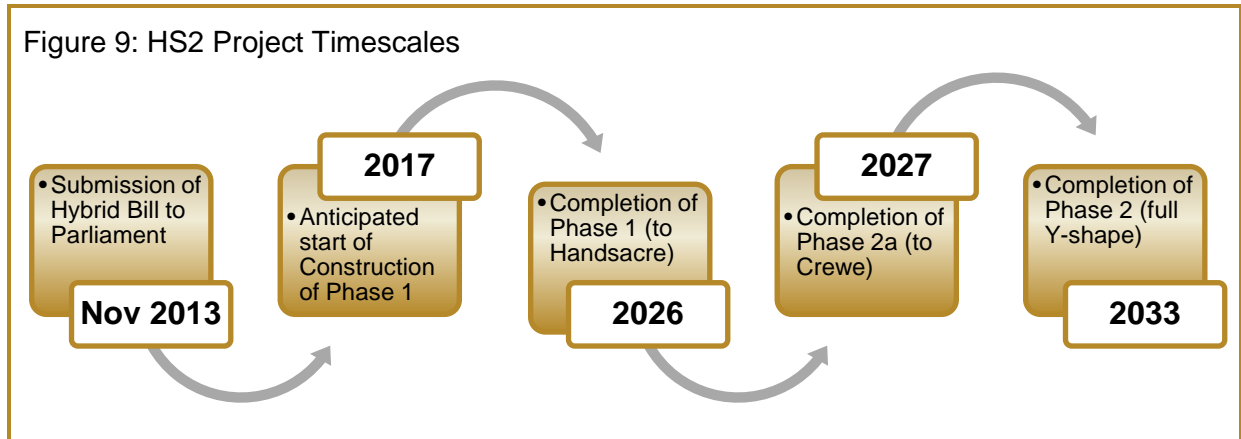 Figure 9: HS2 Project Timescales
•Submission of
Hybrid Bill to
Parliament
Nov 2013
2017
•Anticipated
start of
Construction
of Phase 1
•Completion of
Phase 1 (to
Handsacre)
2026
2027
•Completion of
Phase 2a (to
Crewe)
•Completion of
Phase 2 (full
Y-shape)
2033